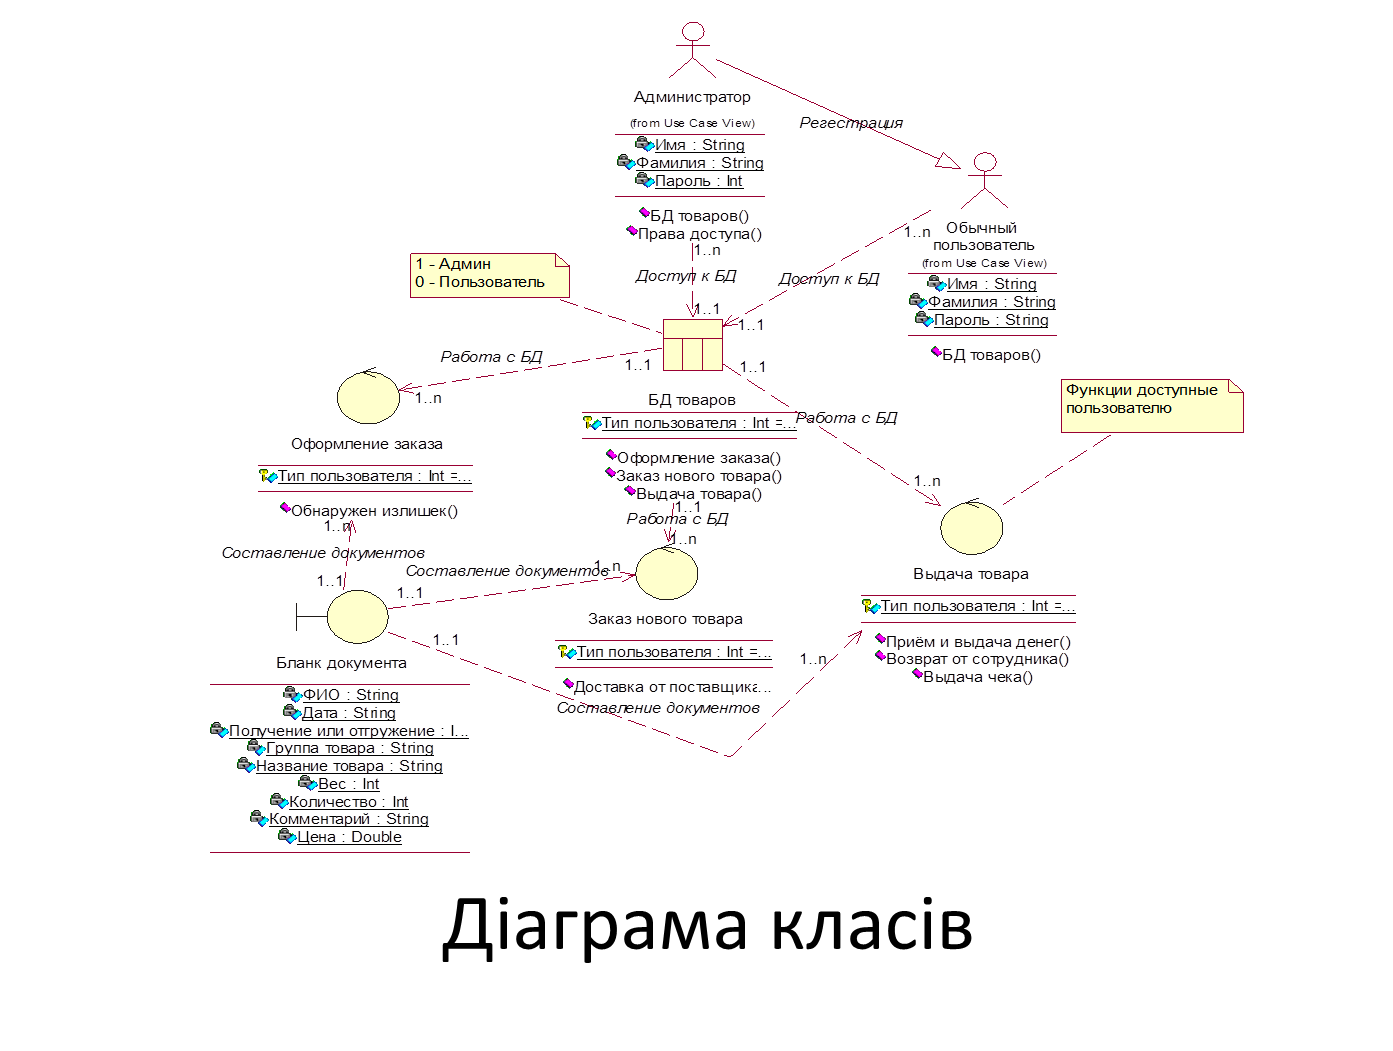 Администратор
(from Use Case View)
Имя : String
Фамилия : String
Пароль : Int
БД товаров()
Права доступа()
Регестрация
Обычный
пользователь
(from Use Case View)
Имя : String
Фамилия : String
Пароль : String
БД товаров()
1..n
Доступ к БД
1..1
1..n
Доступ к БД
1..1
1 - Админ
0 - Пользователь
Работа с БД
1..1
1..n
1..1
Работа с БД
1..n
БД товаров
Тип пользователя : Int =...
Оформление заказа()
Заказ нового товара()
Выдача товара()
1..1
Работа с БД
1..n
Функции доступные
пользователю
Оформление заказа
Тип пользователя : Int =...
Обнаружен излишек()
1..n
Составление документов
1..1
Составление документов
1..n
1..1
1..1
Заказ нового товара
Тип пользователя : Int =...
Доставка от поставщика...
Составление документов
1..n
Выдача товара
Тип пользователя : Int =...
Приём и выдача денег()
Возврат от сотрудника()
Выдача чека()
Бланк документа
ФИО : String
Дата : String
Получение или отгружение : I...
Группа товара : String
Название товара : String
Вес : Int
Количество : Int
Комментарий : String
Цена : Double
Діаграма класів